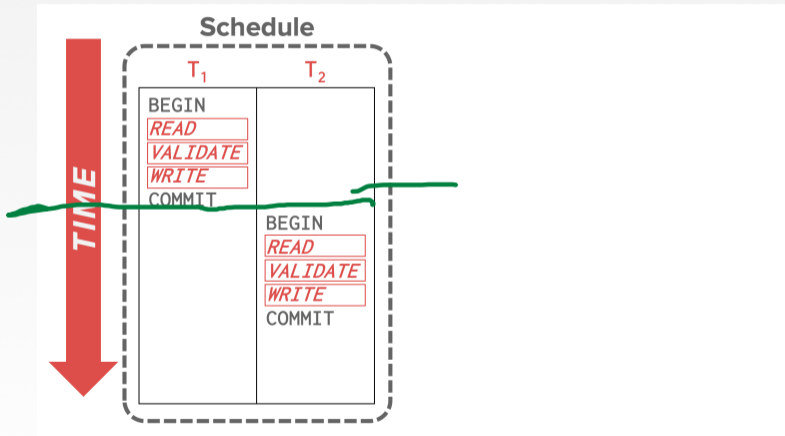 Schedule
T1 T2
BEGIN
READ
VALIDATE
WRITE
COMMIT
BEGIN
READ
VALIDATE
WRITE
COMMIT
TIME